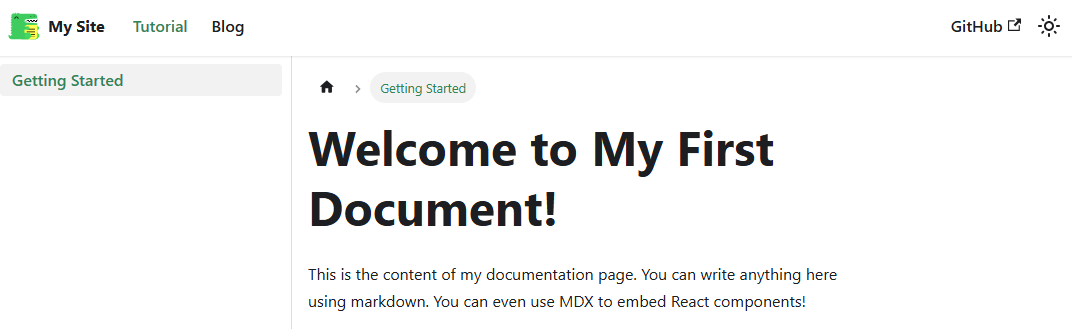 My Site Tutorial Blog GitHub
Getting Started
Getting Started
Welcome to My First
Document!
This is the content of my documentation page. You can write anything here
using markdown. You can even use MDX to embed React components!